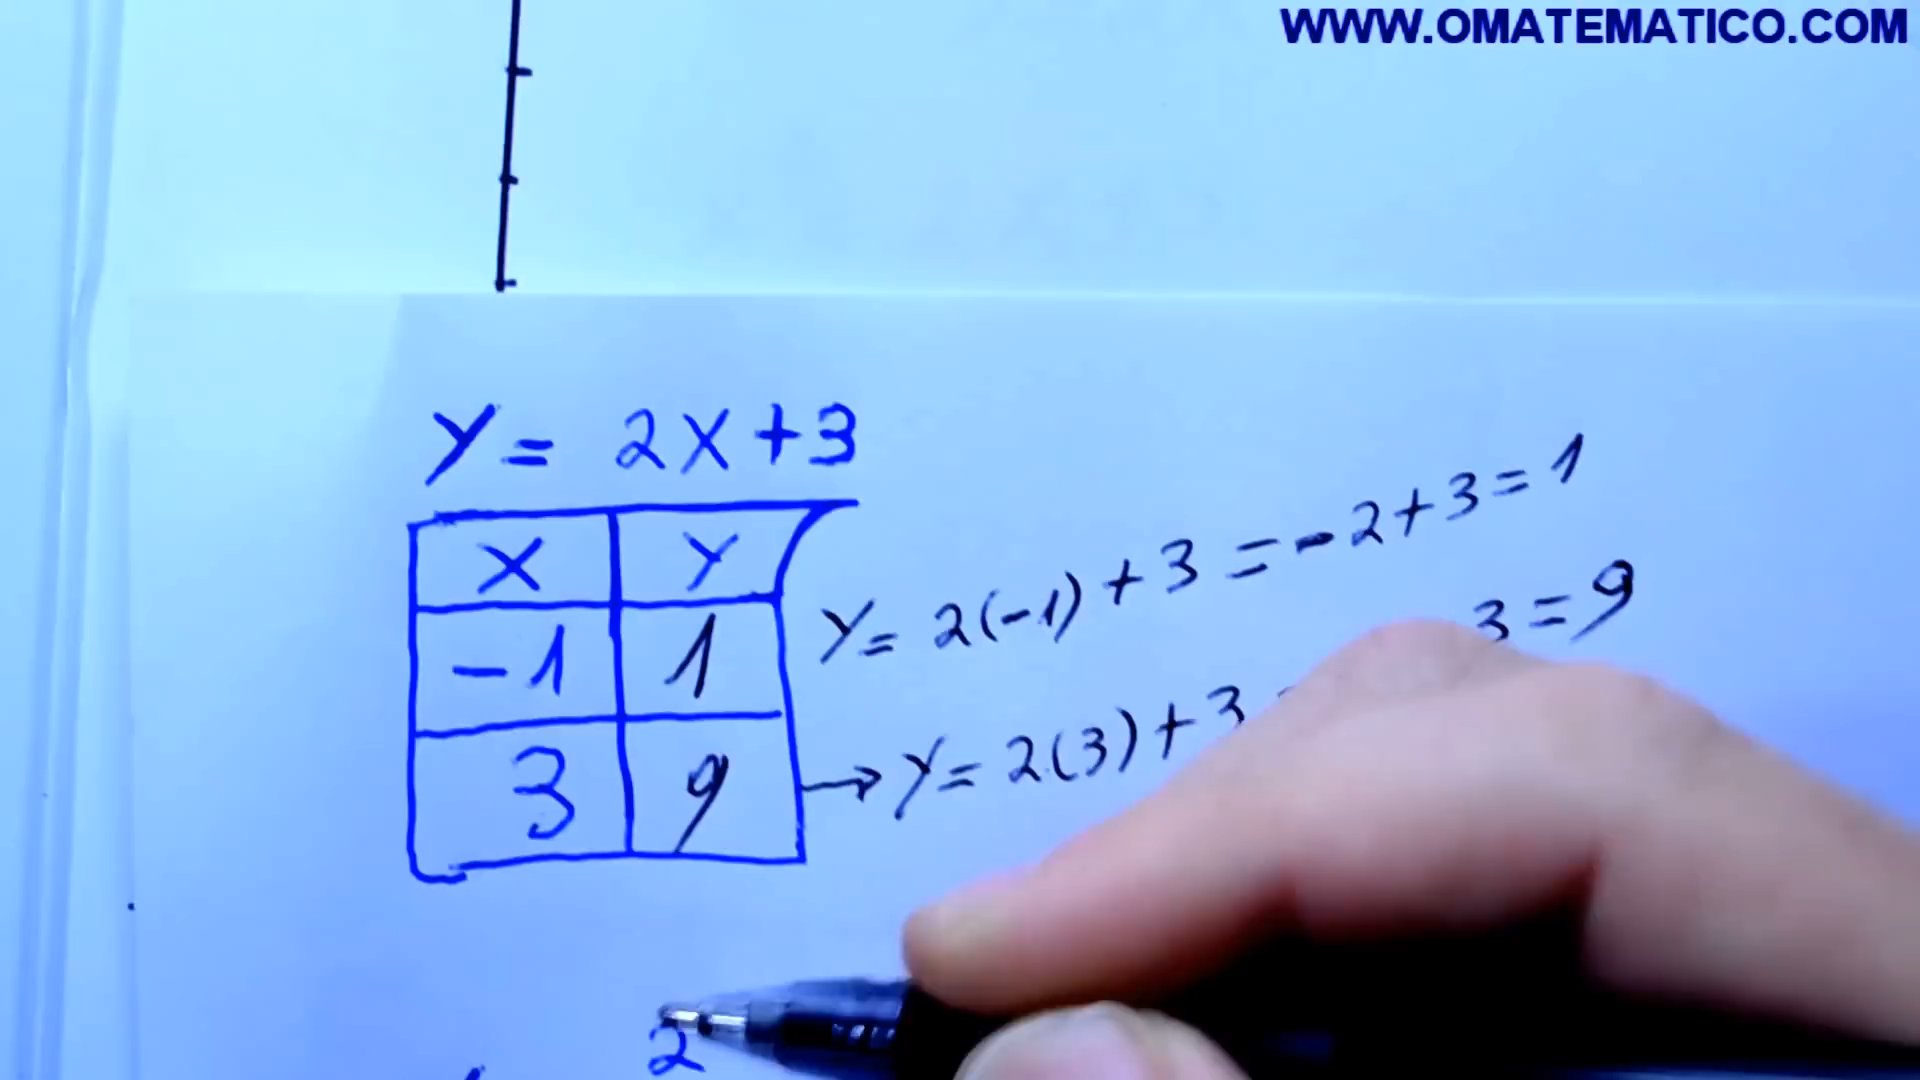 WWW.OMATEMATICO.COM
Y = 2X+3
X Y
-1 1
3 9
Y= 2(-1) + 3 = -2+3=1
→ Y= 2(3)+3
3=9
2